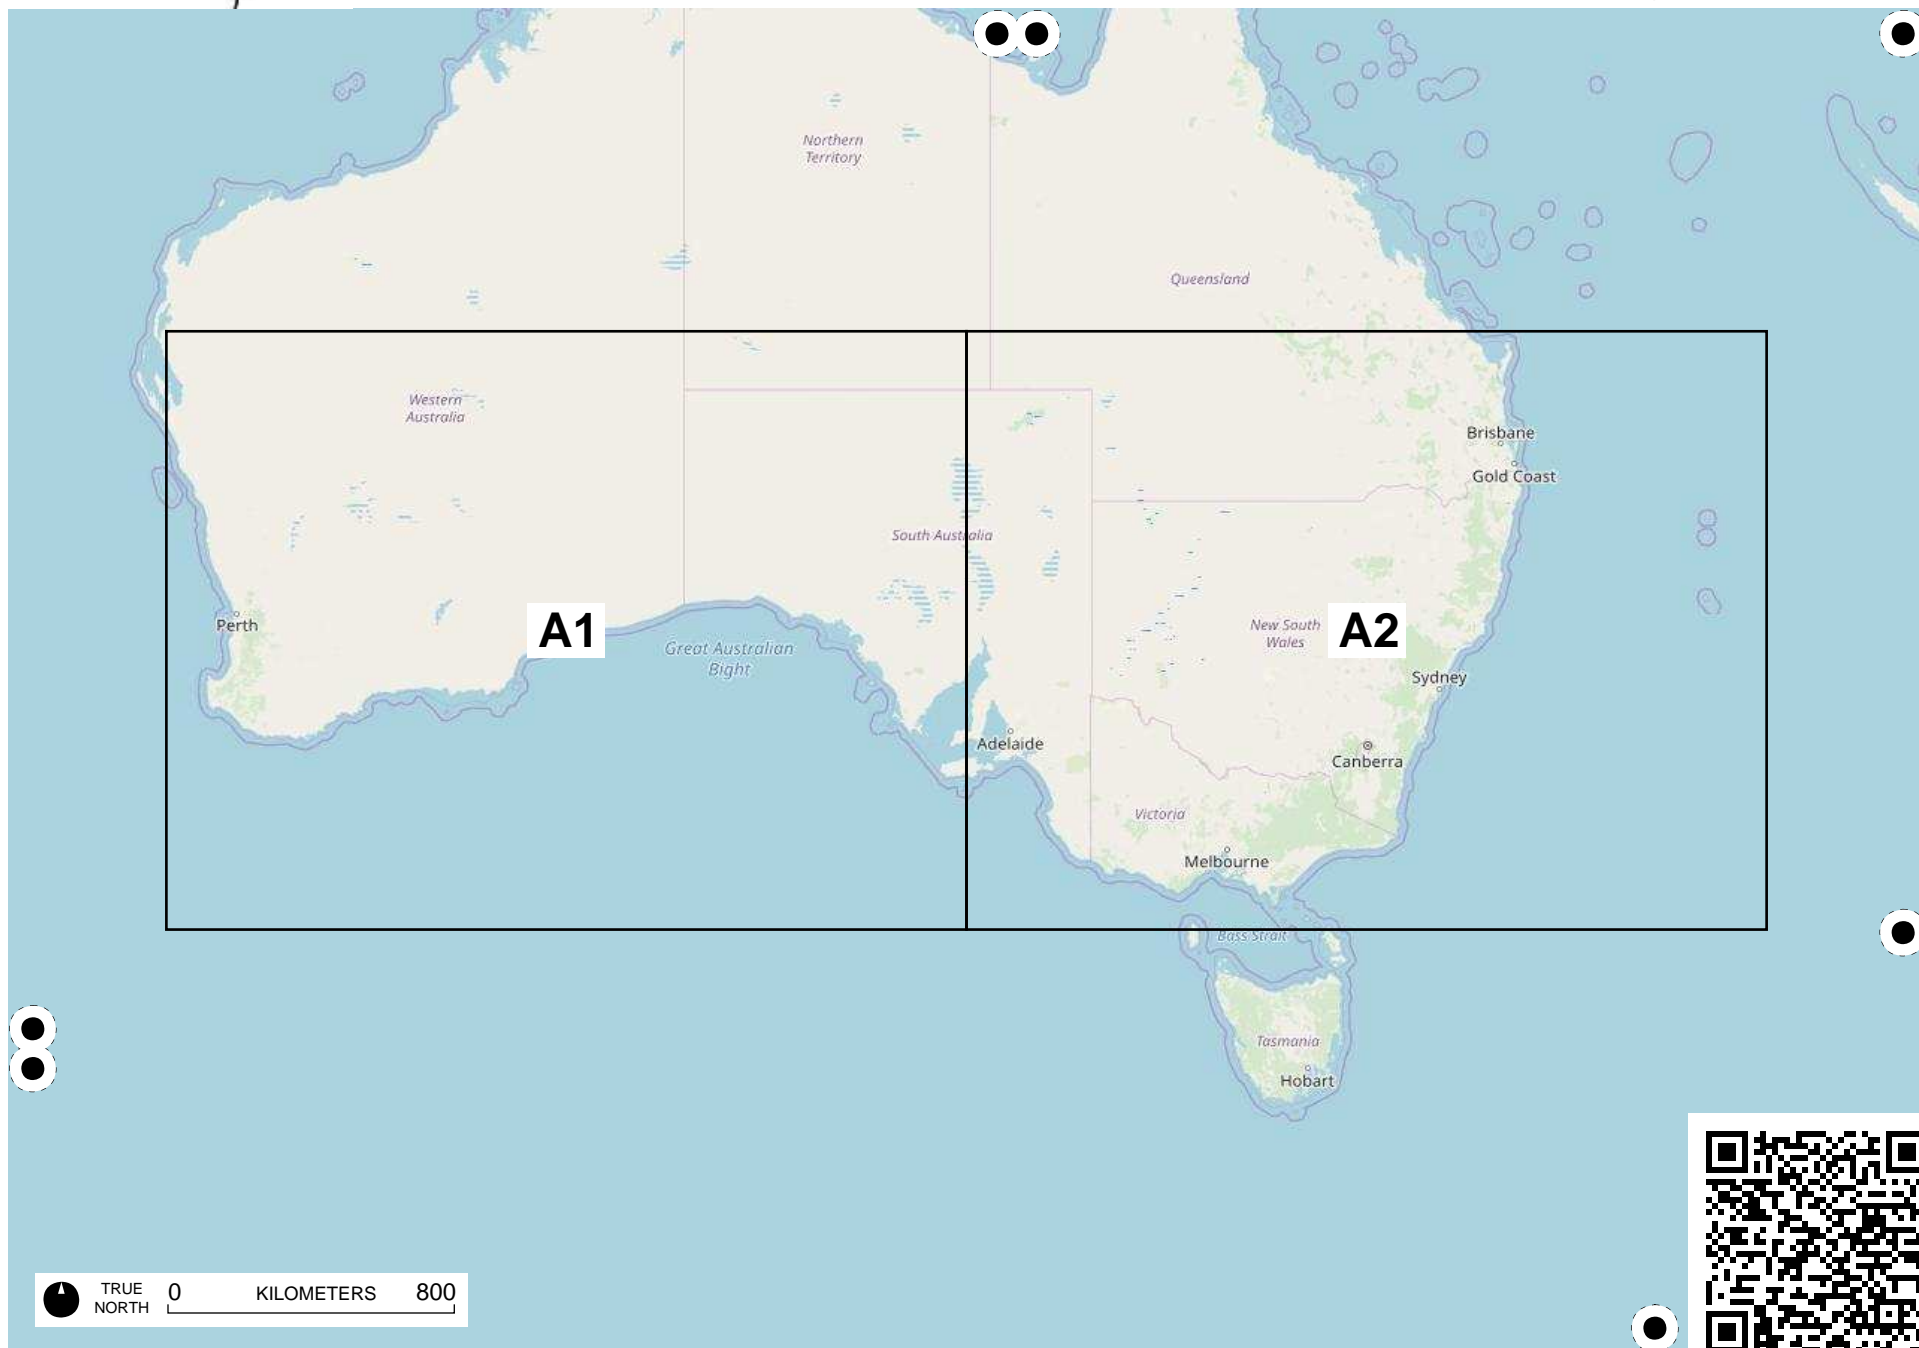 Northern
Territory
Queensland
Western
Australia
Brisbane
Gold Coast
South Australia
Perth
A1
Great Australian
Bight
New South
Wales
A2
Sydney
Adelaide
Canberra
Victoria
Melbourne
Bass Strait
Tasmania
Hobart
TRUE
NORTH
0 KILOMETERS 800